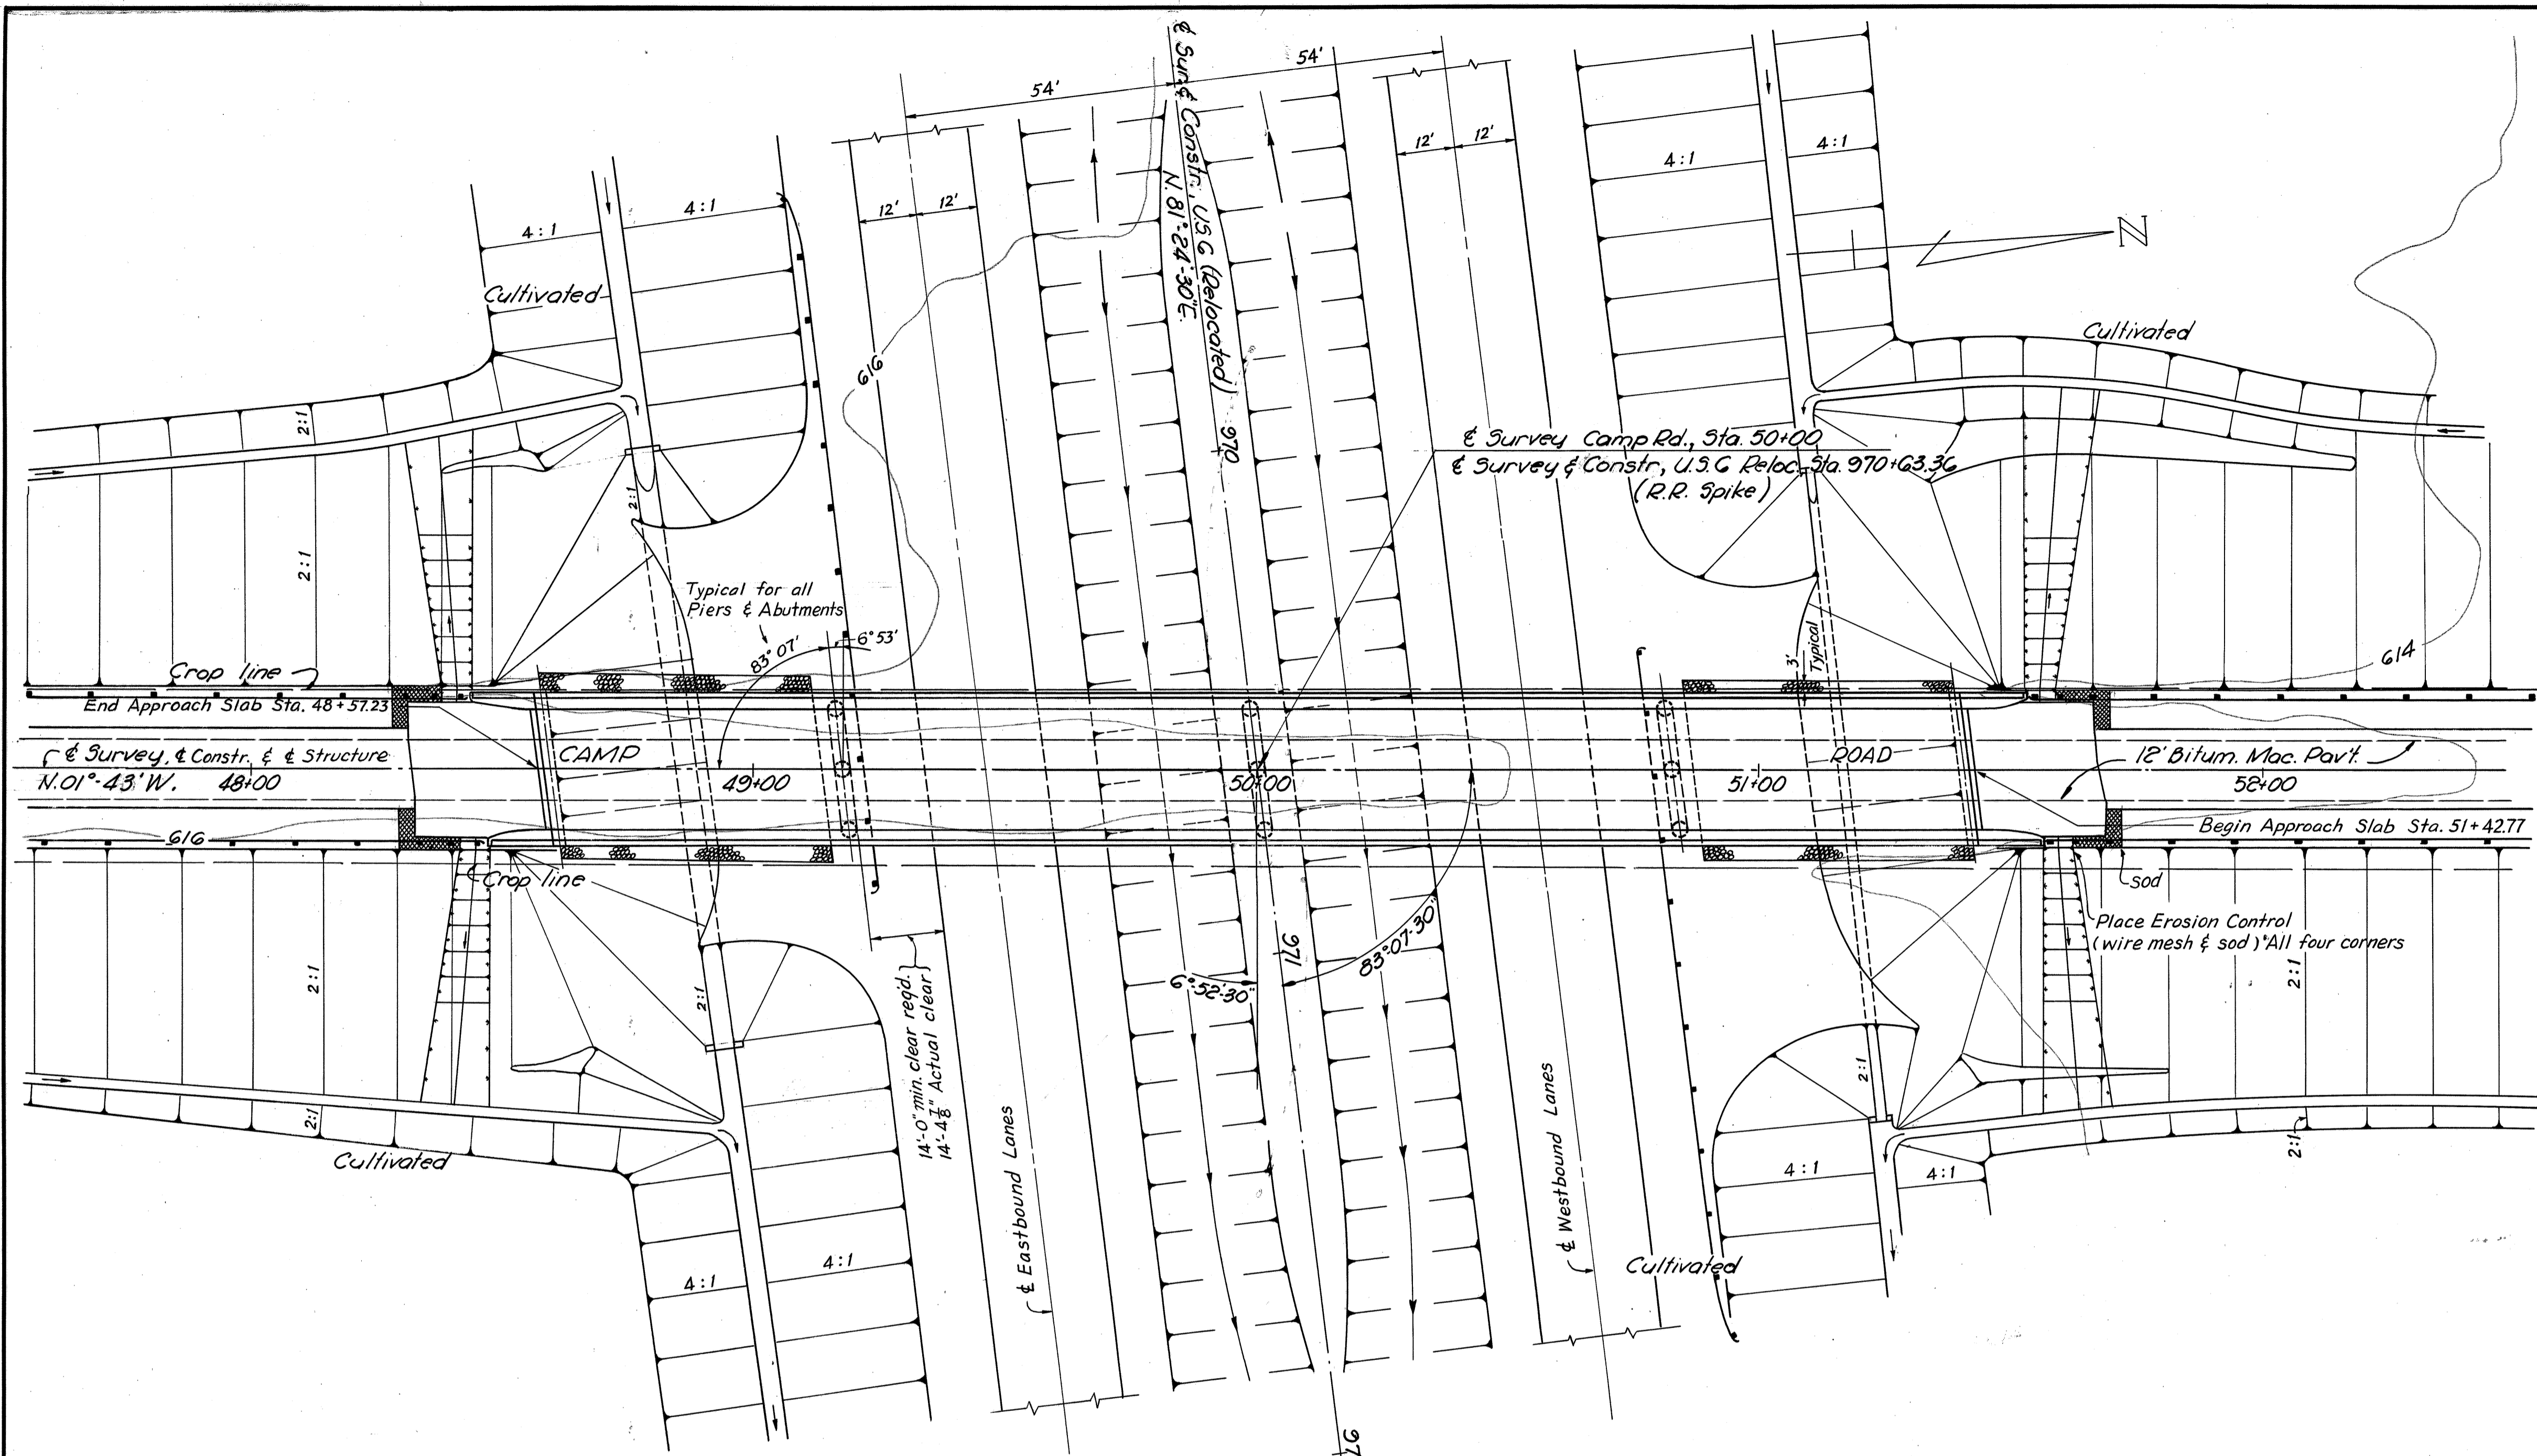 54'
54'
℄ Sur.& Constr., U.S.6 (Relocated)
N.81°-24'-30"E.
970
12'
12'
12'
12'
4:1
4:1
4:1
4:1
N
Cultivated
Cultivated
616
2:1
2:1
2:1
℄ Survey Camp Rd., Sta. 50+00
℄ Survey & Constr., U.S.6 Reloc. Sta. 970+63.36
(R.R. Spike)
Typical for all
Piers & Abutments
83° 07'
6°53'
3'
Typical
614
Crop line
End Approach Slab Sta. 48+57.23
℄ Survey, ℄ Constr. & ℄ Structure
N.01°-43' W.
48+00
CAMP
49+00
50+00
51+00
ROAD
12' Bitum. Mac. Pav't.
52+00
Begin Approach Slab Sta. 51+42.77
616
Crop line
sod
Place Erosion Control
(wire mesh & sod) "All four corners
2:1
2:1
2:1
14'-0" min. clear req'd.
14'-4 7/8" Actual clear
6°-52'-30"
971
83°-07'-30"
2:1
2:1
2:1
Cultivated
4:1
4:1
℄ Eastbound Lanes
℄ Westbound Lanes
Cultivated
4:1
4:1
97